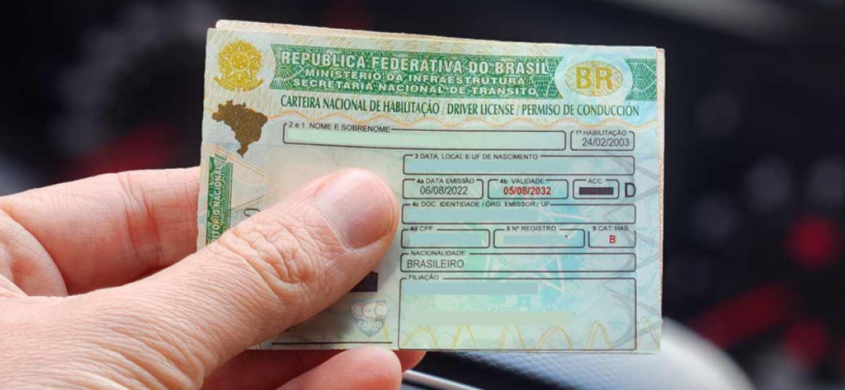 REPÚBLICA FEDERATIVA DO BRASIL
MINISTÉRIO DA INFRAESTRUTURA
SECRETARIA NACIONAL DE TRÂNSITO
BR
CARTEIRA NACIONAL DE HABILITAÇÃO / DRIVER LICENSE / PERMISO DE CONDUCCIÓN
2 e 1 NOME E SOBRENOME
1ª HABILITAÇÃO
24/02/2003
3 DATA, LOCAL E UF DE NASCIMENTO
4a DATA EMISSÃO
06/08/2022
4b VALIDADE
05/08/2032
ACC
D
4c DOC. IDENTIDADE / ÓRG. EMISSOR / UF
4d CPF
5 Nº REGISTRO
9 CAT. HAB.
B
NACIONALIDADE
BRASILEIRO
FILIAÇÃO
NACIONAL